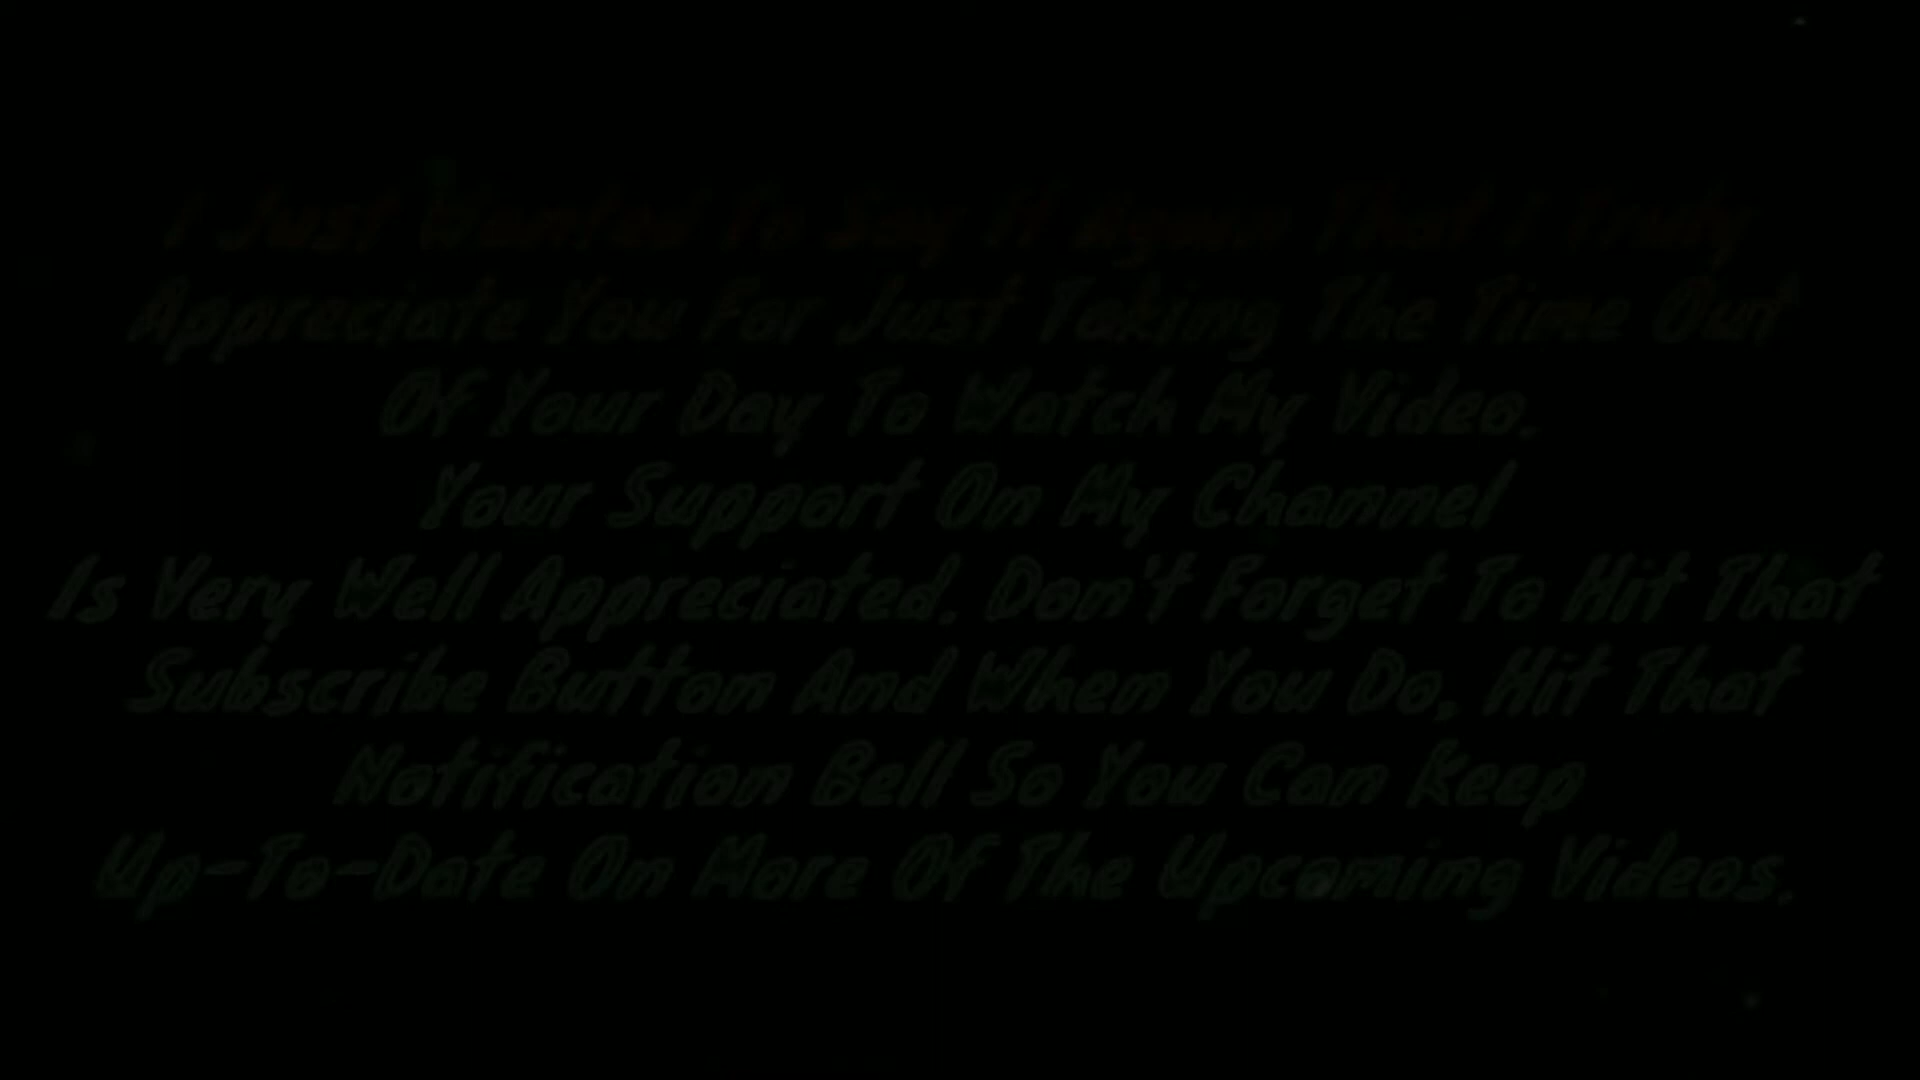 I Just Wanted To Say It Again That I Truly
Appreciate You For Just Taking The Time Out
Of Your Day To Watch My Video.
Your Support On My Channel
Is Very Well Appreciated. Don't Forget To Hit That
Subscribe Button And When You Do, Hit That
Notification Bell So You Can Keep
Up-To-Date On More Of The Upcoming Videos.